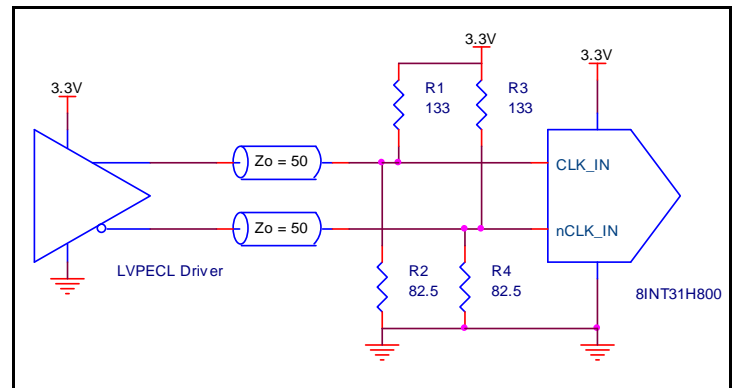 3.3V
LVPECL Driver
Zo = 50
Zo = 50
3.3V
R1
133
R3
133
R2
82.5
R4
82.5
3.3V
CLK_IN
nCLK_IN
8INT31H800